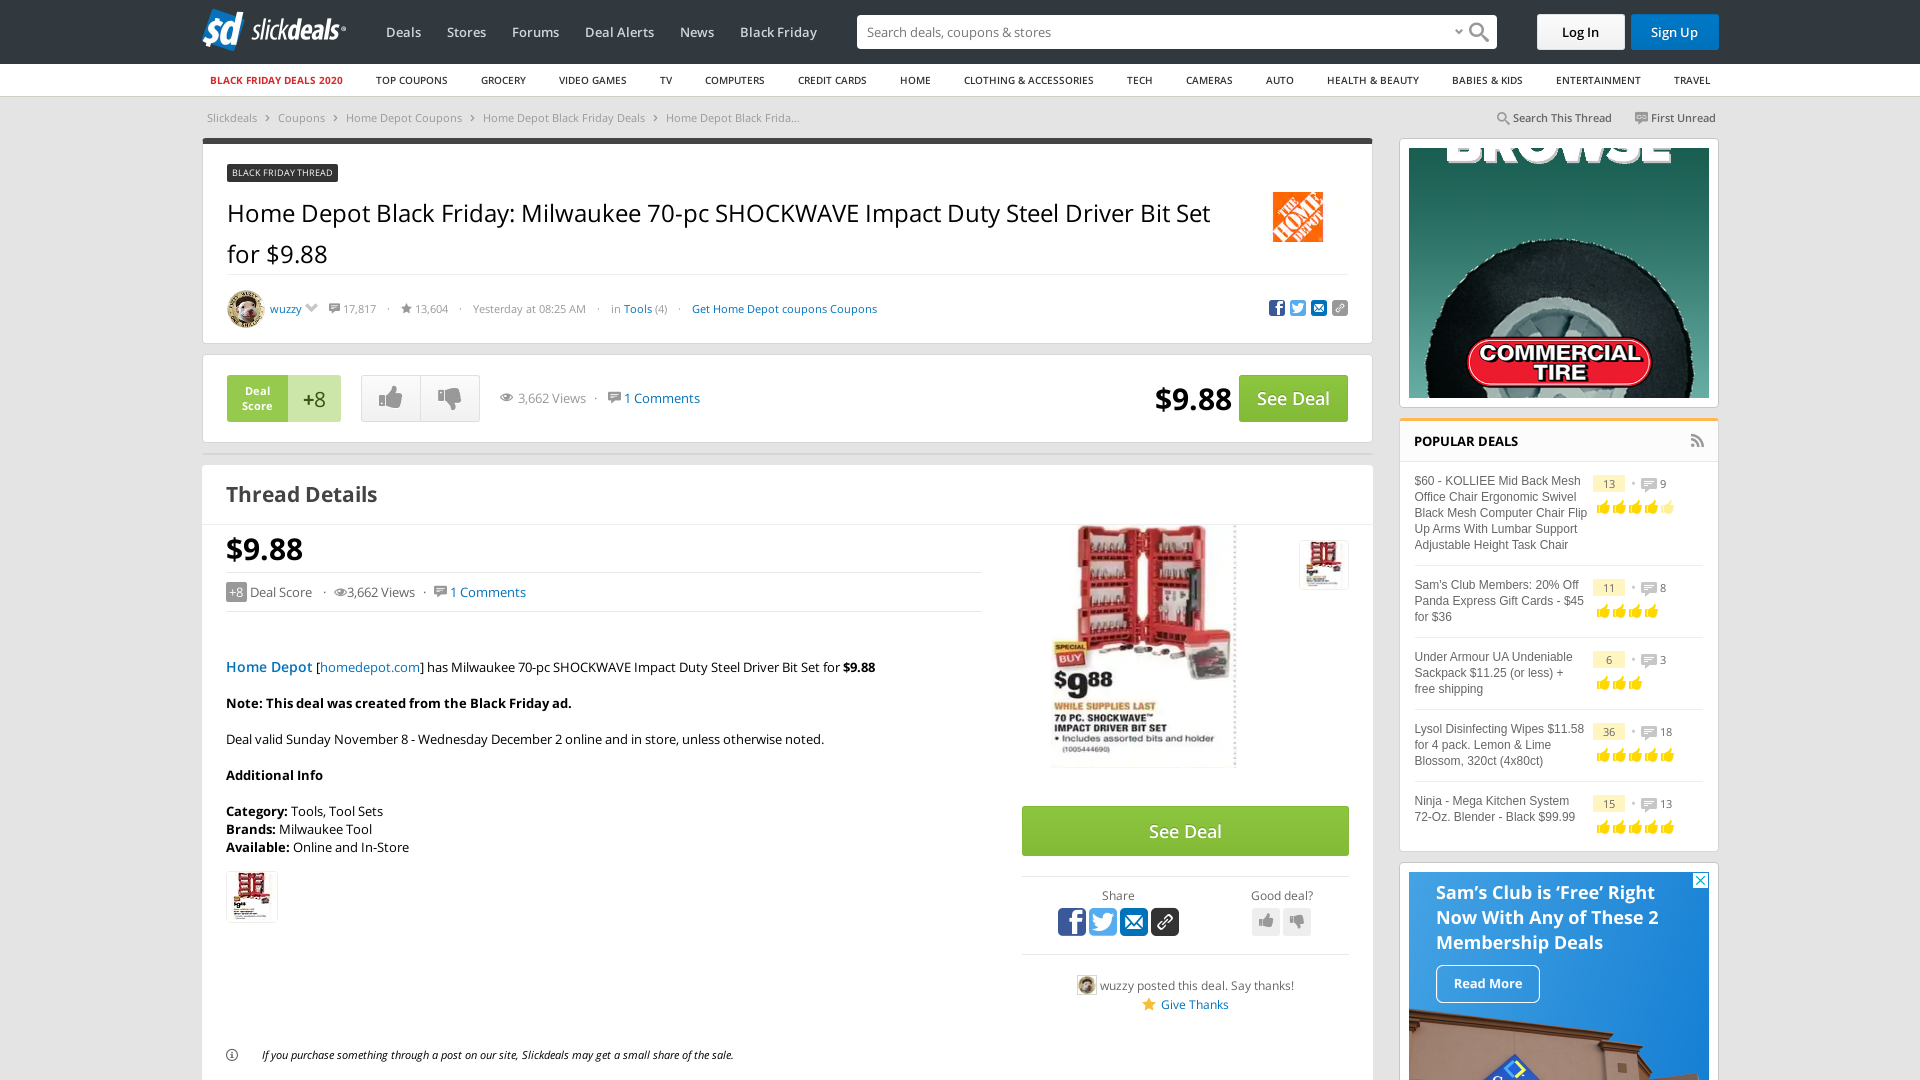 slickdeals
Deals
Stores
Forums
Deal Alerts
News
Black Friday
Search deals, coupons & stores
Log In
Sign Up
BLACK FRIDAY DEALS 2020
TOP COUPONS
GROCERY
VIDEO GAMES
TV
COMPUTERS
CREDIT CARDS
HOME
CLOTHING & ACCESSORIES
TECH
CAMERAS
AUTO
HEALTH & BEAUTY
BABIES & KIDS
ENTERTAINMENT
TRAVEL
Slickdeals > Coupons > Home Depot Coupons > Home Depot Black Friday Deals > Home Depot Black Frida...
Search This Thread
First Unread
BLACK FRIDAY THREAD
Home Depot Black Friday: Milwaukee 70-pc SHOCKWAVE Impact Duty Steel Driver Bit Set
for $9.88
THE HOME DEPOT
wuzzy 17,817 · 13,604 · Yesterday at 08:25 AM · in Tools (4) · Get Home Depot coupons Coupons
Deal
Score
+8
3,662 Views · 1 Comments
$9.88
See Deal
Thread Details
$9.88
+8 Deal Score · 3,662 Views · 1 Comments
Home Depot [homedepot.com] has Milwaukee 70-pc SHOCKWAVE Impact Duty Steel Driver Bit Set for $9.88
Note: This deal was created from the Black Friday ad.
Deal valid Sunday November 8 - Wednesday December 2 online and in store, unless otherwise noted.
Additional Info
Category: Tools, Tool Sets
Brands: Milwaukee Tool
Available: Online and In-Store
If you purchase something through a post on our site, Slickdeals may get a small share of the sale.
SPECIAL
BUY
$9 88
WHILE SUPPLIES LAST
70 PC. SHOCKWAVE™
IMPACT DRIVER BIT SET
• Includes assorted bits and holder
(1005444690)
See Deal
Share
Good deal?
wuzzy posted this deal. Say thanks!
Give Thanks
BROWSE
COMMERCIAL
TIRE
POPULAR DEALS
$60 - KOLLIEE Mid Back Mesh
Office Chair Ergonomic Swivel
Black Mesh Computer Chair Flip
Up Arms With Lumbar Support
Adjustable Height Task Chair
13 • 9
Sam's Club Members: 20% Off
Panda Express Gift Cards - $45
for $36
11 • 8
Under Armour UA Undeniable
Sackpack $11.25 (or less) +
free shipping
6 • 3
Lysol Disinfecting Wipes $11.58
for 4 pack. Lemon & Lime
Blossom, 320ct (4x80ct)
36 • 18
Ninja - Mega Kitchen System
72-Oz. Blender - Black $99.99
15 • 13
Sam's Club is 'Free' Right
Now With Any of These 2
Membership Deals
Read More